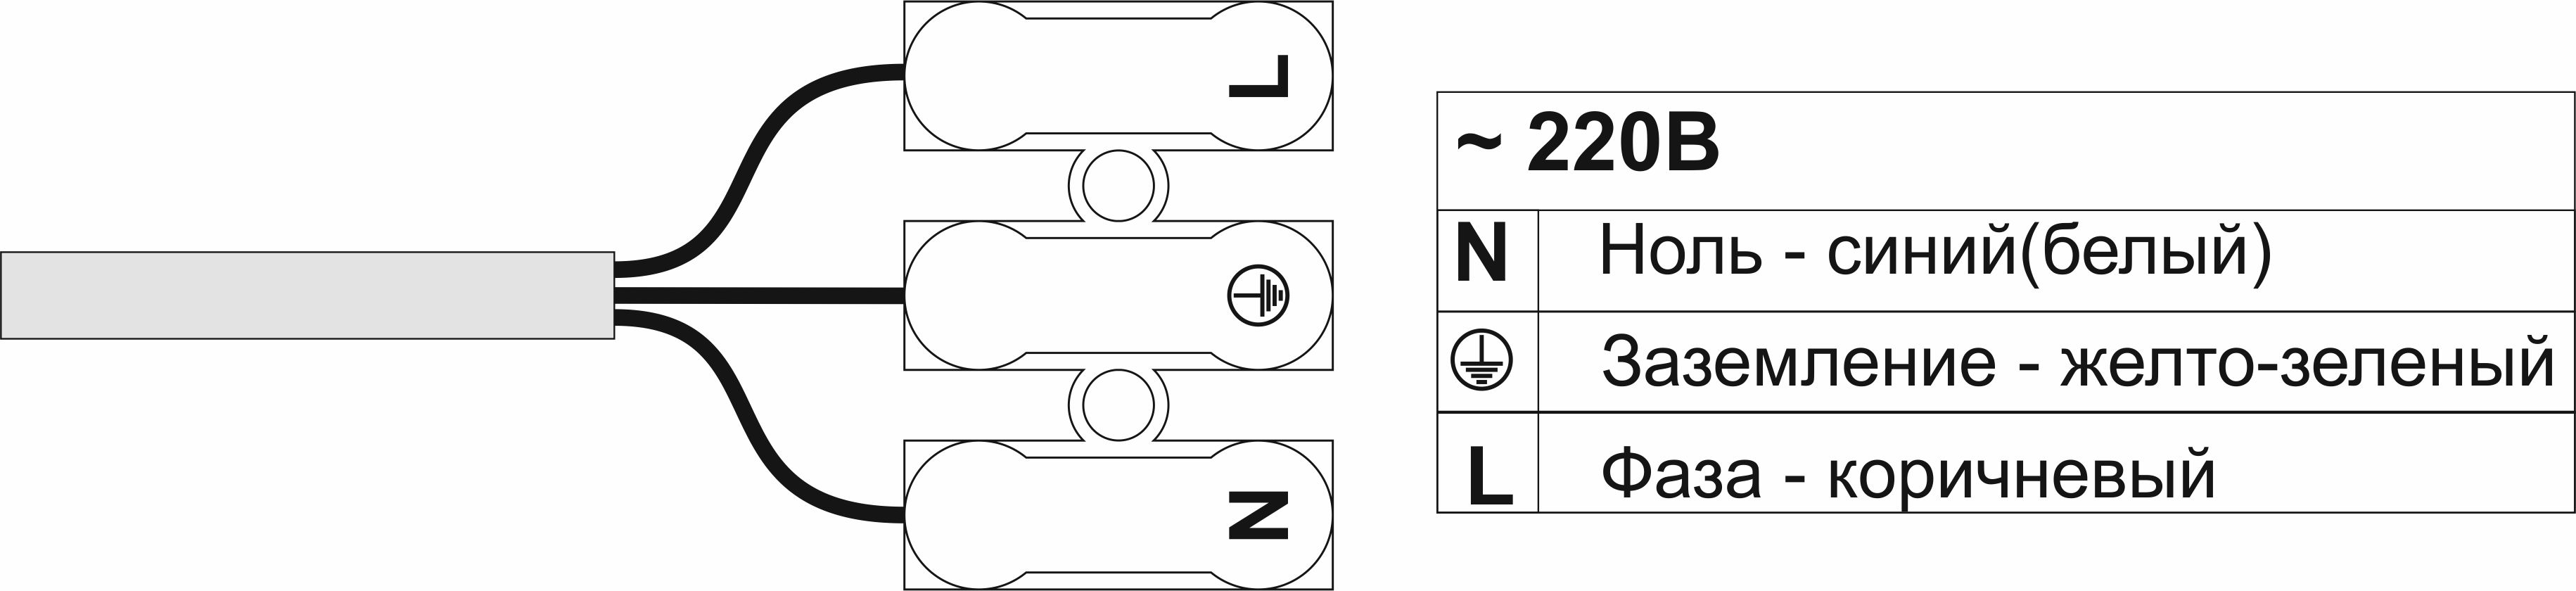 L
N
~ 220В
N Ноль - синий(белый)
Заземление - желто-зеленый
L Фаза - коричневый